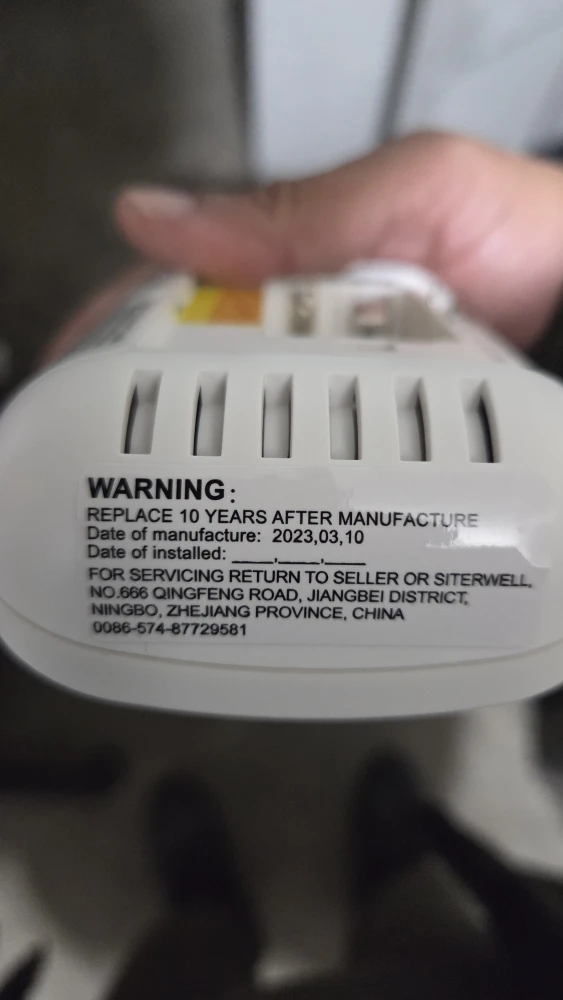 WARNING:
REPLACE 10 YEARS AFTER MANUFACTURE
Date of manufacture: 2023,03,10
Date of installed: ____,____,____
FOR SERVICING RETURN TO SELLER OR SITERWELL,
NO.666 QINGFENG ROAD, JIANGBEI DISTRICT,
NINGBO, ZHEJIANG PROVINCE, CHINA
0086-574-87729581